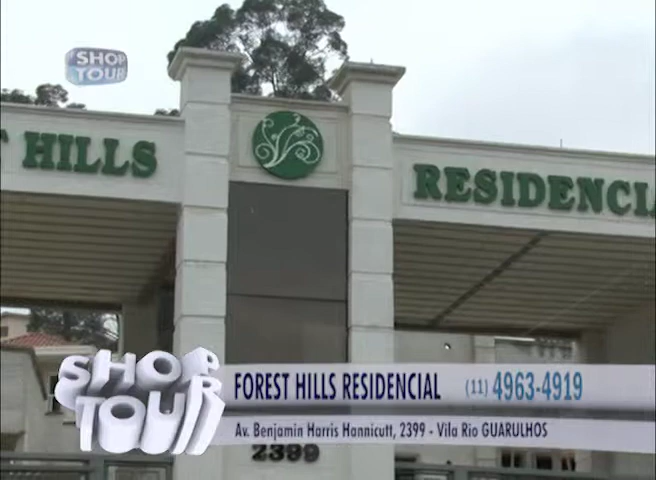 SHOP
TOUR
HILLS
RESIDENCIA
SHOP
TOUR
FOREST HILLS RESIDENCIAL (11) 4963-4919
Av. Benjamin Harris Hannicutt, 2399 - Vila Rio GUARULHOS
2399